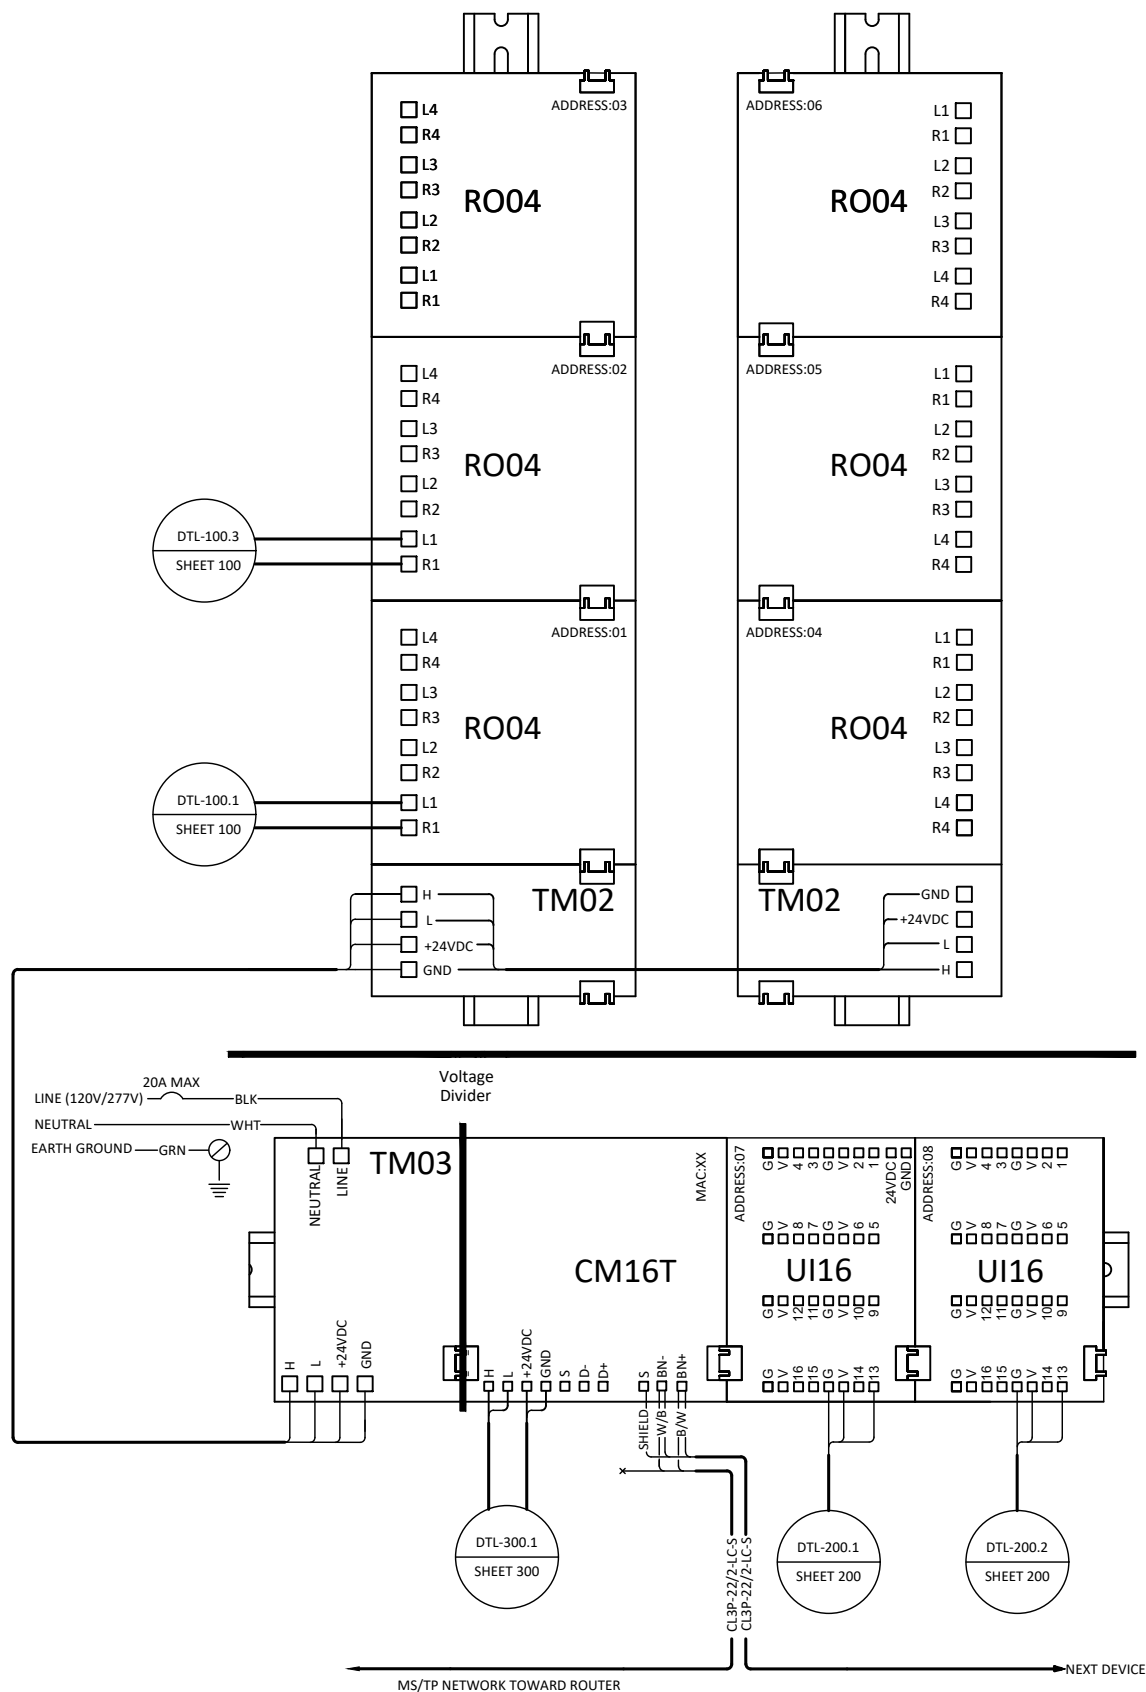 ADDRESS:03
L4
R4
L3
R3
RO04
L2
R2
L1
R1
ADDRESS:02
L4
R4
L3
R3
RO04
L2
R2
L1
R1
DTL-100.3
SHEET 100
ADDRESS:01
L4
R4
L3
R3
RO04
L2
R2
L1
R1
DTL-100.1
SHEET 100
TM02
H
L
+24VDC
GND
ADDRESS:06
L1
R1
L2
R2
RO04
L3
R3
L4
R4
ADDRESS:05
L1
R1
L2
R2
RO04
L3
R3
L4
R4
ADDRESS:04
L1
R1
L2
R2
RO04
L3
R3
L4
R4
TM02
GND
+24VDC
L
H
Voltage
Divider
20A MAX
LINE (120V/277V)
BLK
NEUTRAL
WHT
EARTH GROUND
GRN
NEUTRAL
LINE
TM03
H
L
+24VDC
GND
MAC:XX
CM16T
H
L
+24VDC
GND
S
D-
D+
S
BN-
BN+
SHIELD
W/B
B/W
ADDRESS:07
G V 4 3 G V 2 1
24VDC
GND
G V 8 7 G V 6 5
UI16
G V 12 11 G V 10 9
G V 16 15 G V 14 13
ADDRESS:08
G V 4 3 G V 2 1
G V 8 7 G V 6 5
UI16
G V 12 11 G V 10 9
G V 16 15 G V 14 13
DTL-300.1
SHEET 300
CL3P-22/2-LC-S
CL3P-22/2-LC-S
DTL-200.1
SHEET 200
DTL-200.2
SHEET 200
MS/TP NETWORK TOWARD ROUTER
NEXT DEVICE